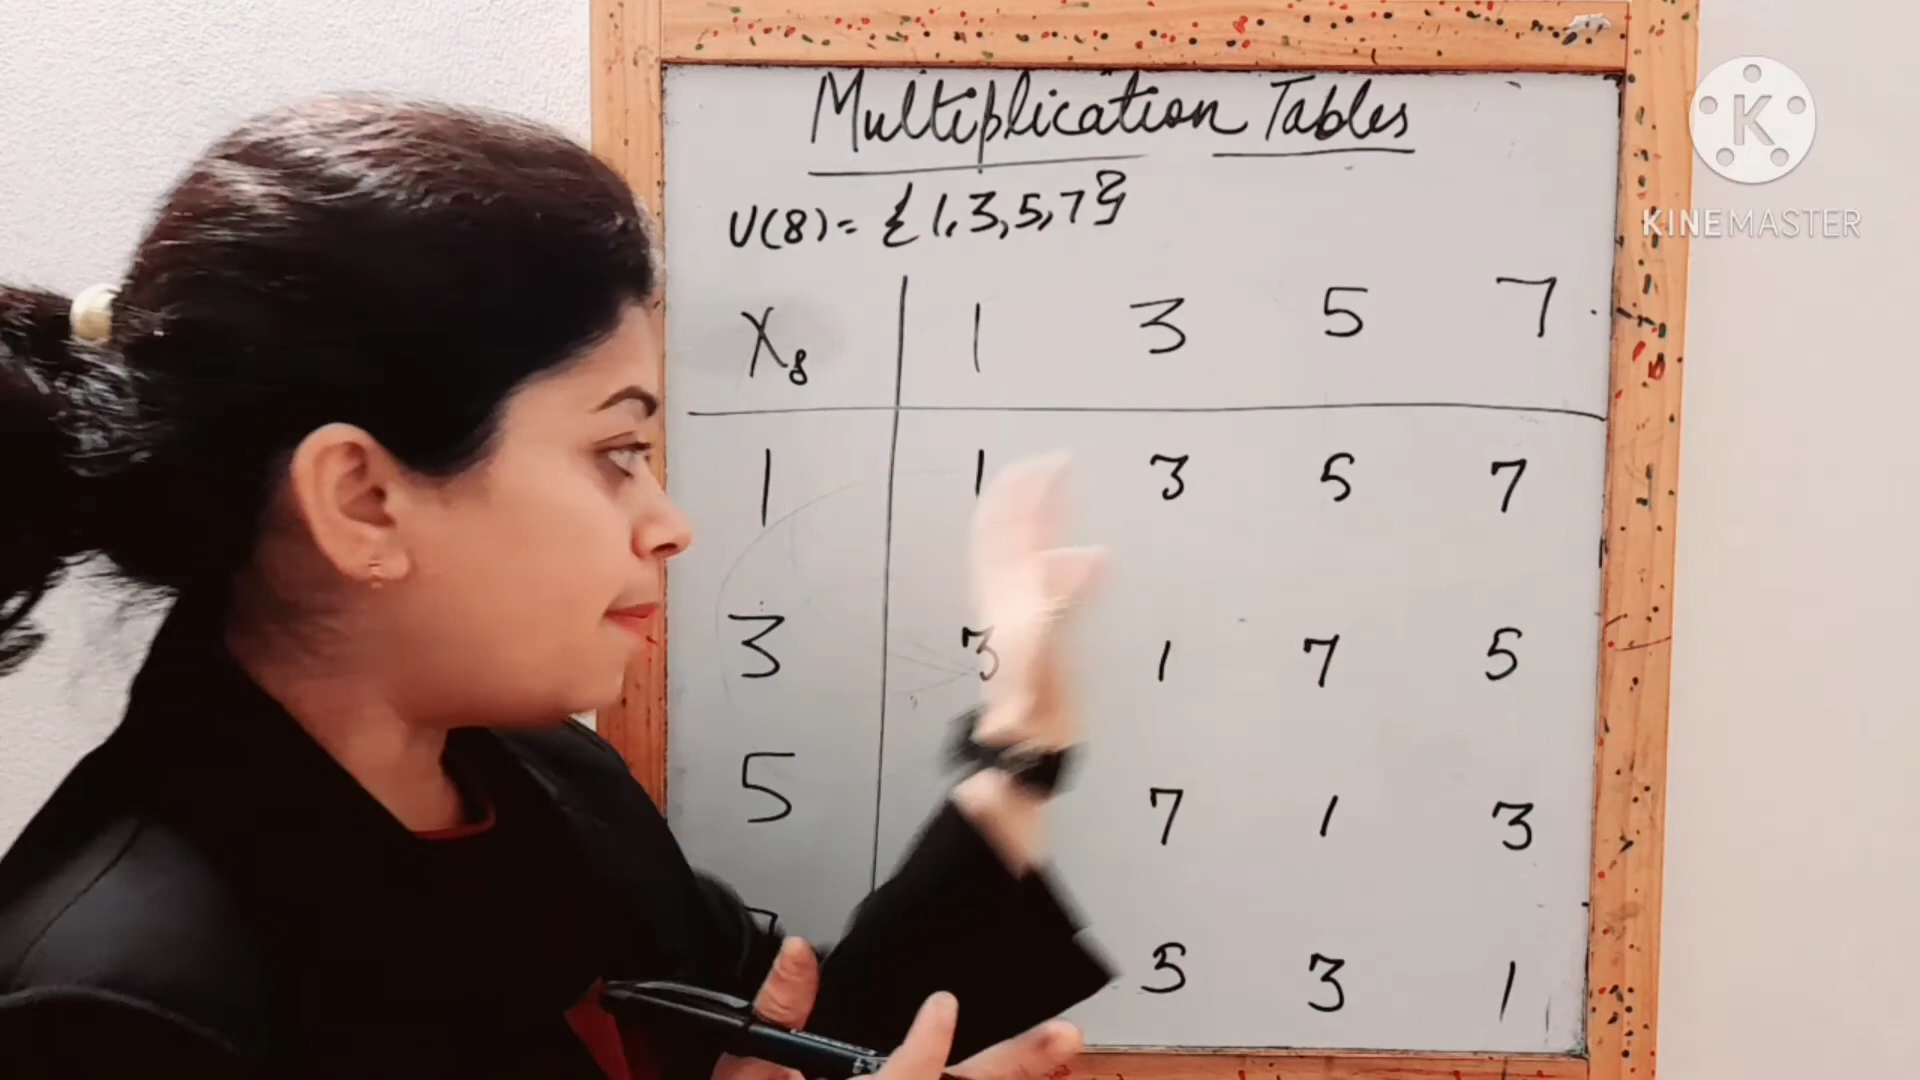 Multiplication Tables
U(8) = {1, 3, 5, 7}
X8 1 3 5 7
1 1 3 5 7
3 3 1 7 5
5 7 1 3
5 3 1
K
KINEMASTER